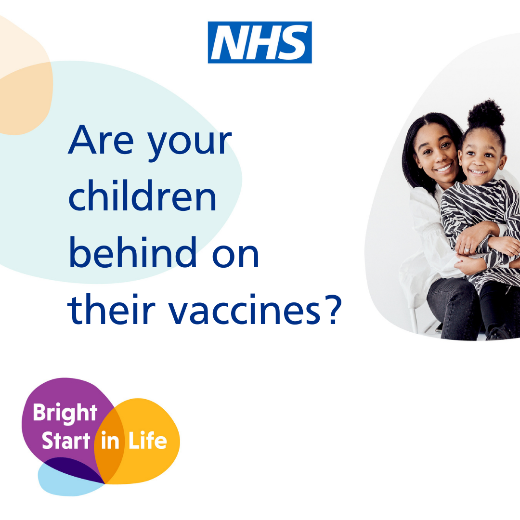 NHS
Are your
children
behind on
their vaccines?
Bright
Start in Life